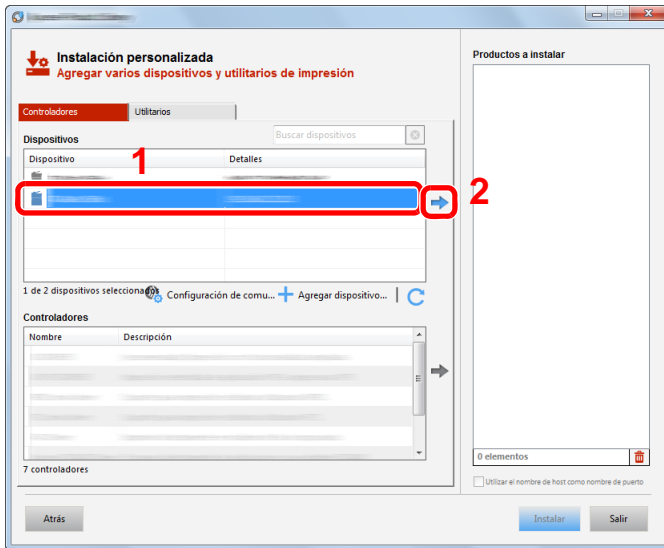 Instalación personalizada
Agregar varios dispositivos y utilitarios de impresión
Productos a instalar
Controladores
Utilitarios
Dispositivos
Buscar dispositivos
Dispositivo
Detalles
1
2
1 de 2 dispositivos seleccionados
Configuración de comu...
Agregar dispositivo...
Controladores
Nombre
Descripción
7 controladores
0 elementos
Utilizar el nombre de host como nombre de puerto
Atrás
Instalar
Salir